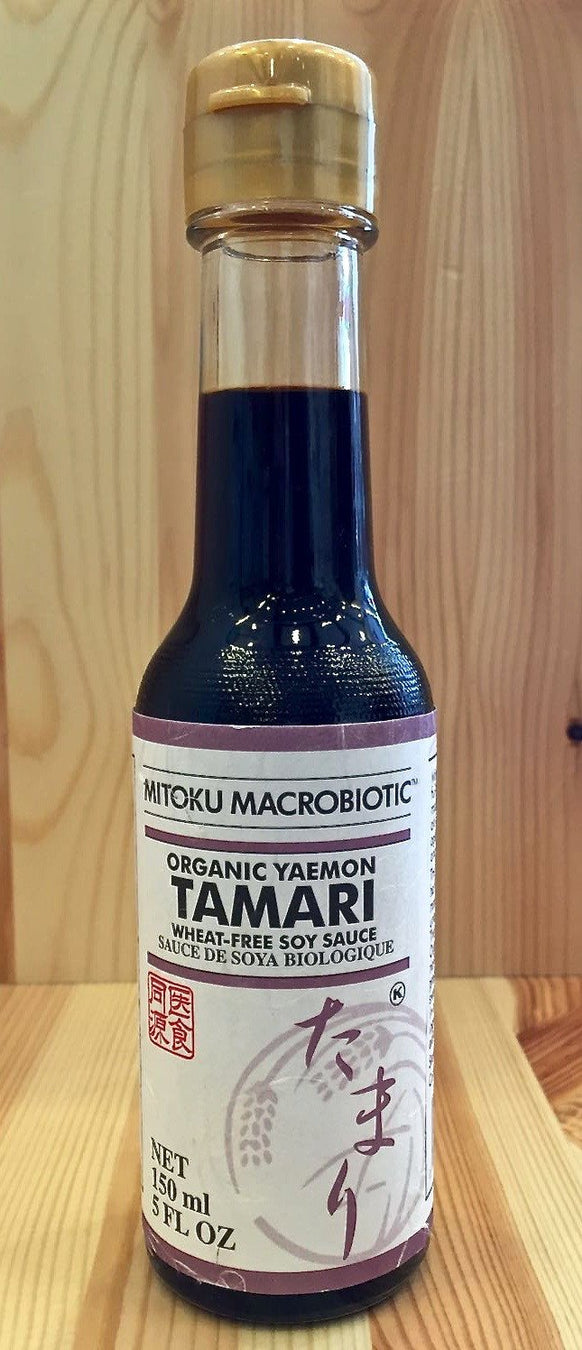 MITOKU MACROBIOTIC™
ORGANIC YAEMON
TAMARI
WHEAT-FREE SOY SAUCE
SAUCE DE SOYA BIOLOGIQUE
医食
同源
K
たまり
NET
150 ml
5 FL OZ